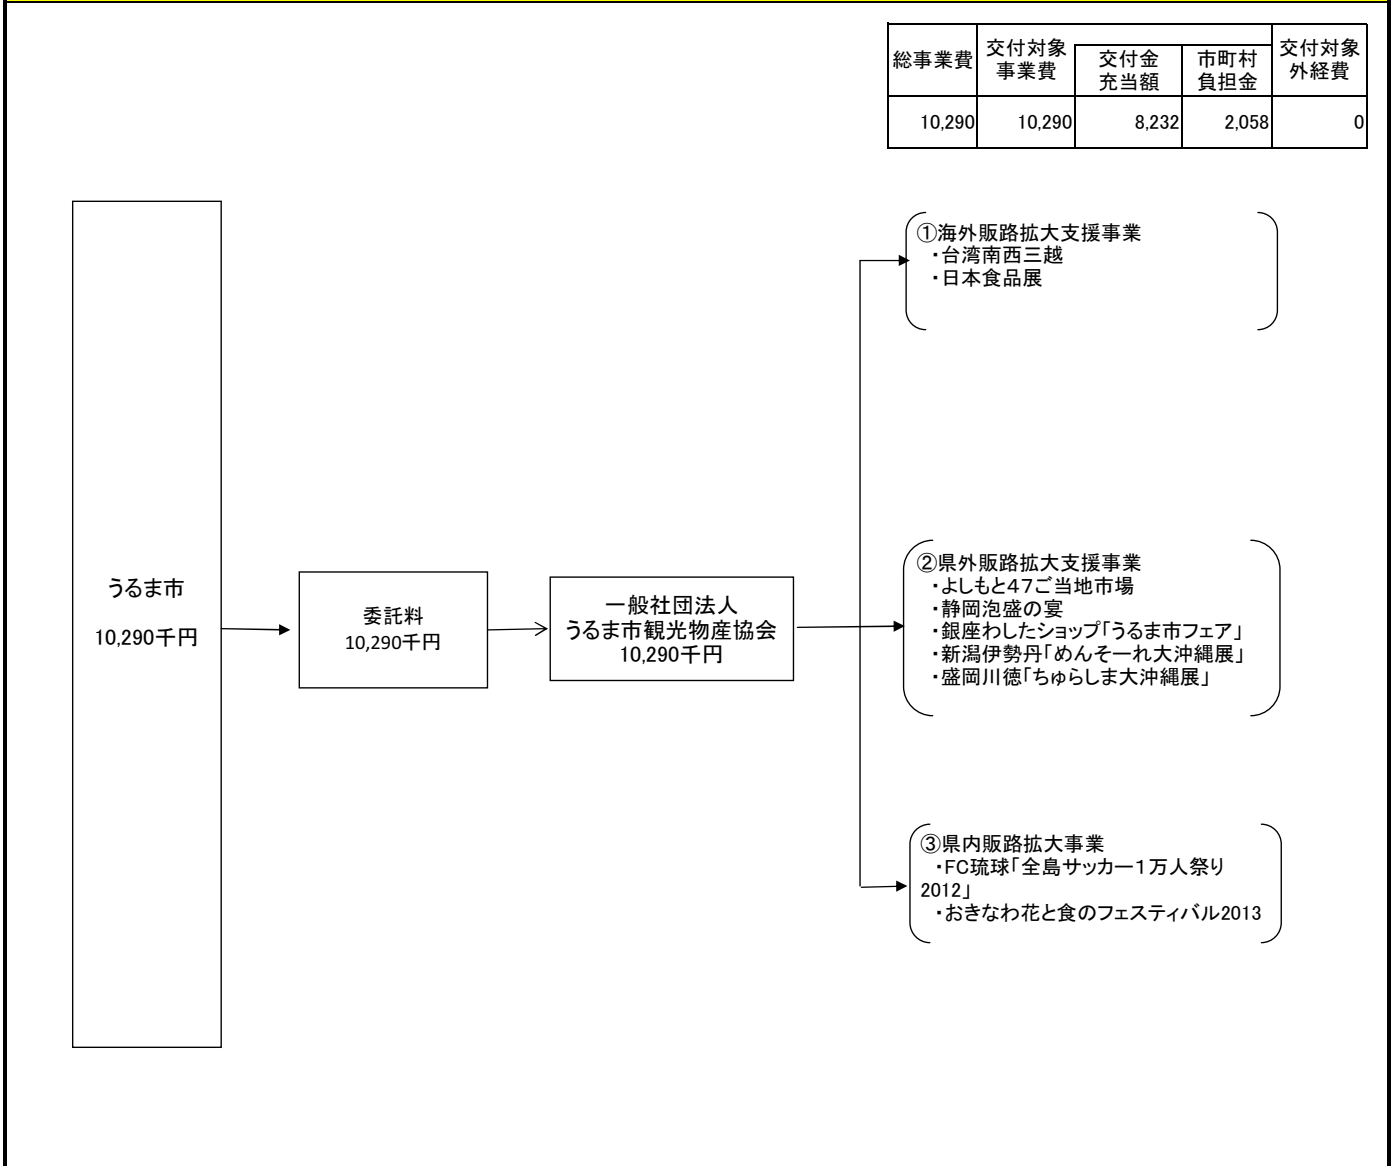 総事業費
交付対象
事業費
交付金
充当額
市町村
負担金
交付対象
外経費
10,290 10,290 8,232 2,058 0
①海外販路拡大支援事業
・台湾南西三越
・日本食品展
うるま市
10,290千円
委託料
10,290千円
一般社団法人
うるま市観光物産協会
10,290千円
②県外販路拡大支援事業
・よしもと47ご当地市場
・静岡泡盛の宴
・銀座わしたショップ「うるま市フェア」
・新潟伊勢丹「めんそーれ大沖縄展」
・盛岡川徳「ちゅらしま大沖縄展」
③県内販路拡大事業
・FC琉球「全島サッカー1万人祭り
2012」
・おきなわ花と食のフェスティバル2013